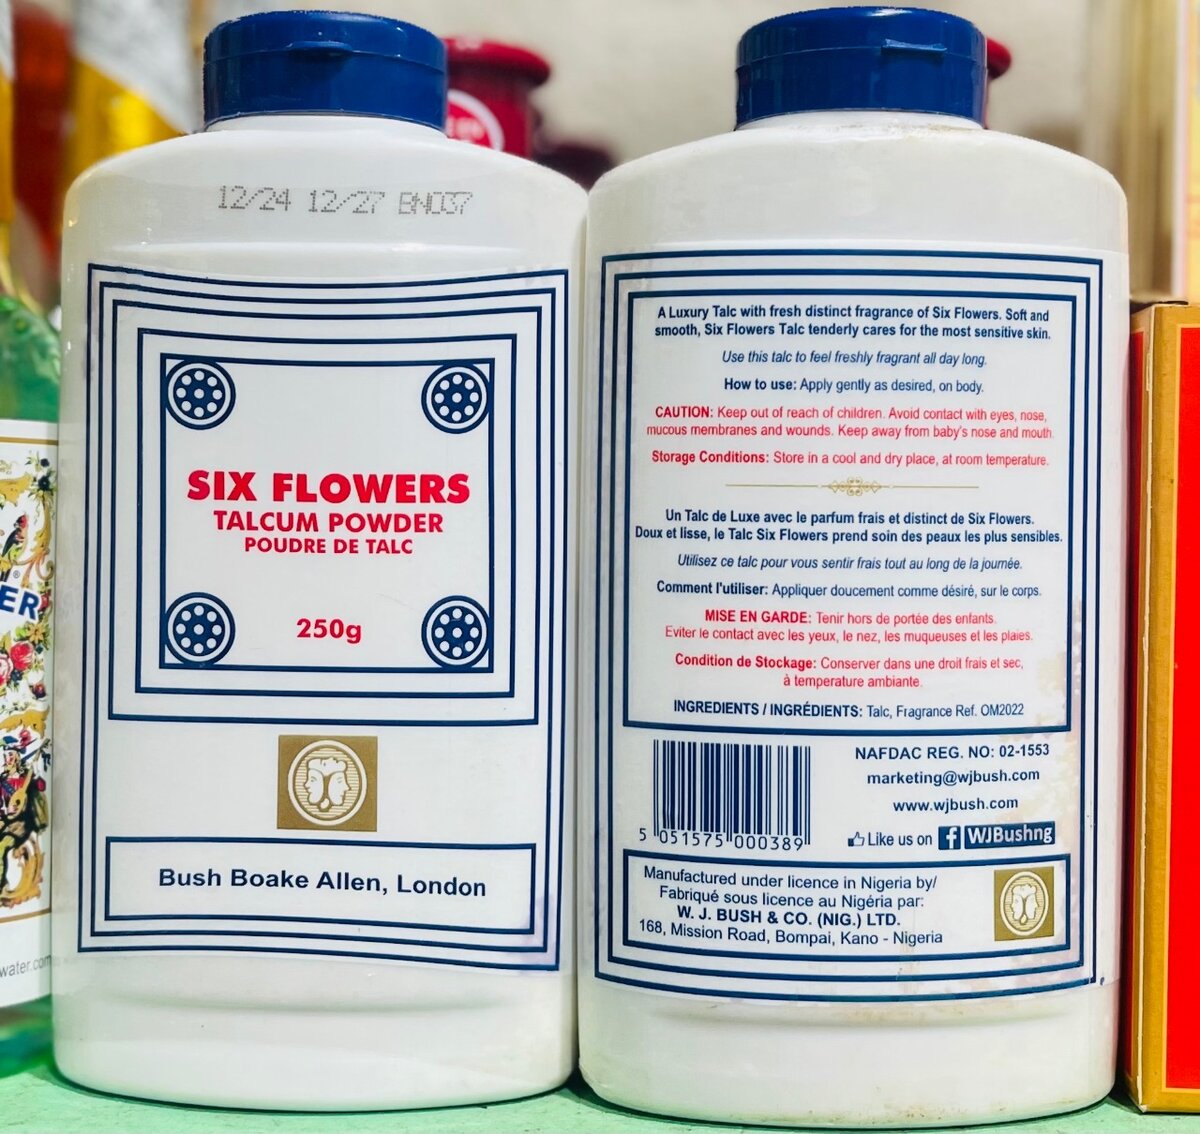 12/24 12/27 BN037
SIX FLOWERS
TALCUM POWDER
POUDRE DE TALC
250g
Bush Boake Allen, London
A Luxury Talc with fresh distinct fragrance of Six Flowers. Soft and
smooth, Six Flowers Talc tenderly cares for the most sensitive skin.
Use this talc to feel freshly fragrant all day long.
How to use: Apply gently as desired, on body.
CAUTION: Keep out of reach of children. Avoid contact with eyes, nose,
mucous membranes and wounds. Keep away from baby's nose and mouth.
Storage Conditions: Store in a cool and dry place, at room temperature.
Un Talc de Luxe avec le parfum frais et distinct de Six Flowers.
Doux et lisse, le Talc Six Flowers prend soin des peaux les plus sensibles.
Utilisez ce talc pour vous sentir frais tout au long de la journée.
Comment l'utiliser: Appliquer doucement comme désiré, sur le corps.
MISE EN GARDE: Tenir hors de portée des enfants.
Eviter le contact avec les yeux, le nez, les muqueuses et les plaies.
Condition de Stockage: Conserver dans une droit frais et sec,
à température ambiante.
INGREDIENTS / INGRÉDIENTS: Talc, Fragrance Ref. OM2022
NAFDAC REG. NO: 02-1553
marketing@wjbush.com
www.wjbush.com
Like us on f WJBushng
5 051575 000389
Manufactured under licence in Nigeria by/
Fabriqué sous licence au Nigéria par:
W. J. BUSH & CO. (NIG.) LTD.
168, Mission Road, Bompai, Kano - Nigeria
ER
water.com